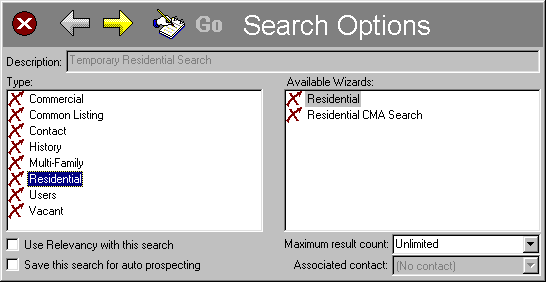 Go Search Options
Description: Temporary Residential Search
Type:
Commercial
Common Listing
Contact
History
Multi-Family
Residential
Users
Vacant
Available Wizards:
Residential
Residential CMA Search
Use Relevancy with this search
Save this search for auto prospecting
Maximum result count: Unlimited
Associated contact: (No contact)